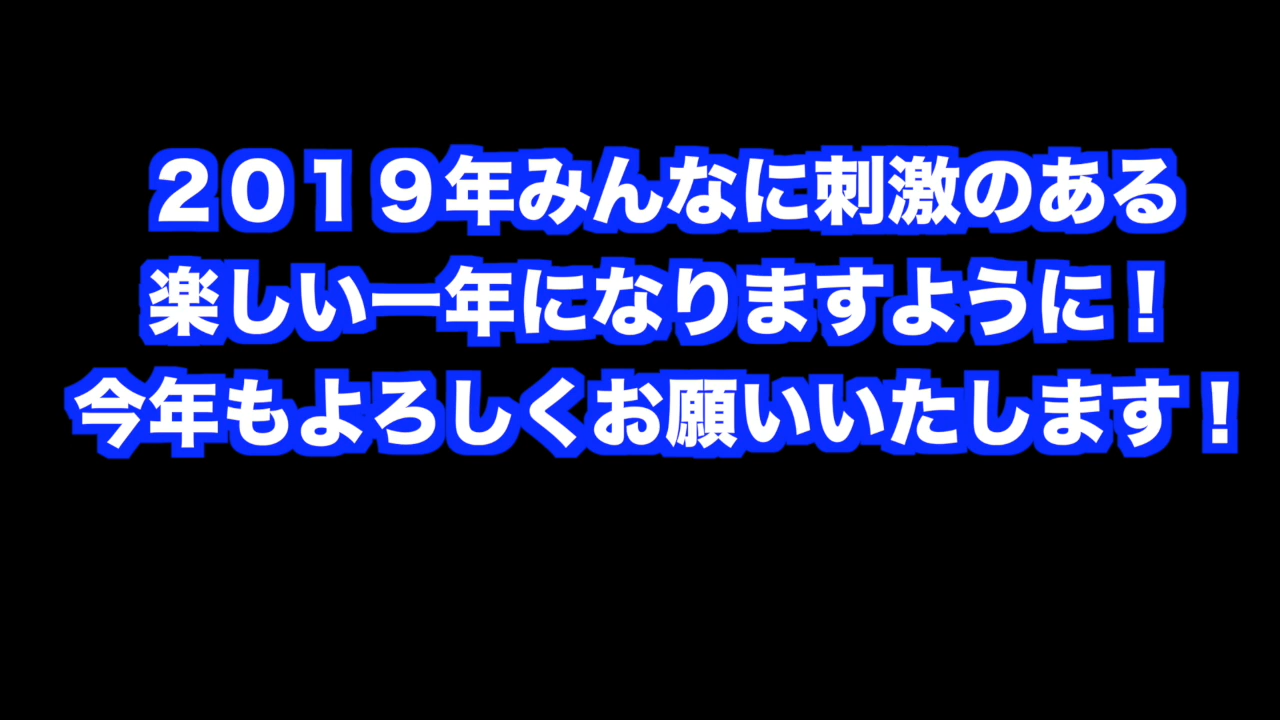 ２０１９年みんなに刺激のある
楽しい一年になりますように！
今年もよろしくお願いいたします！